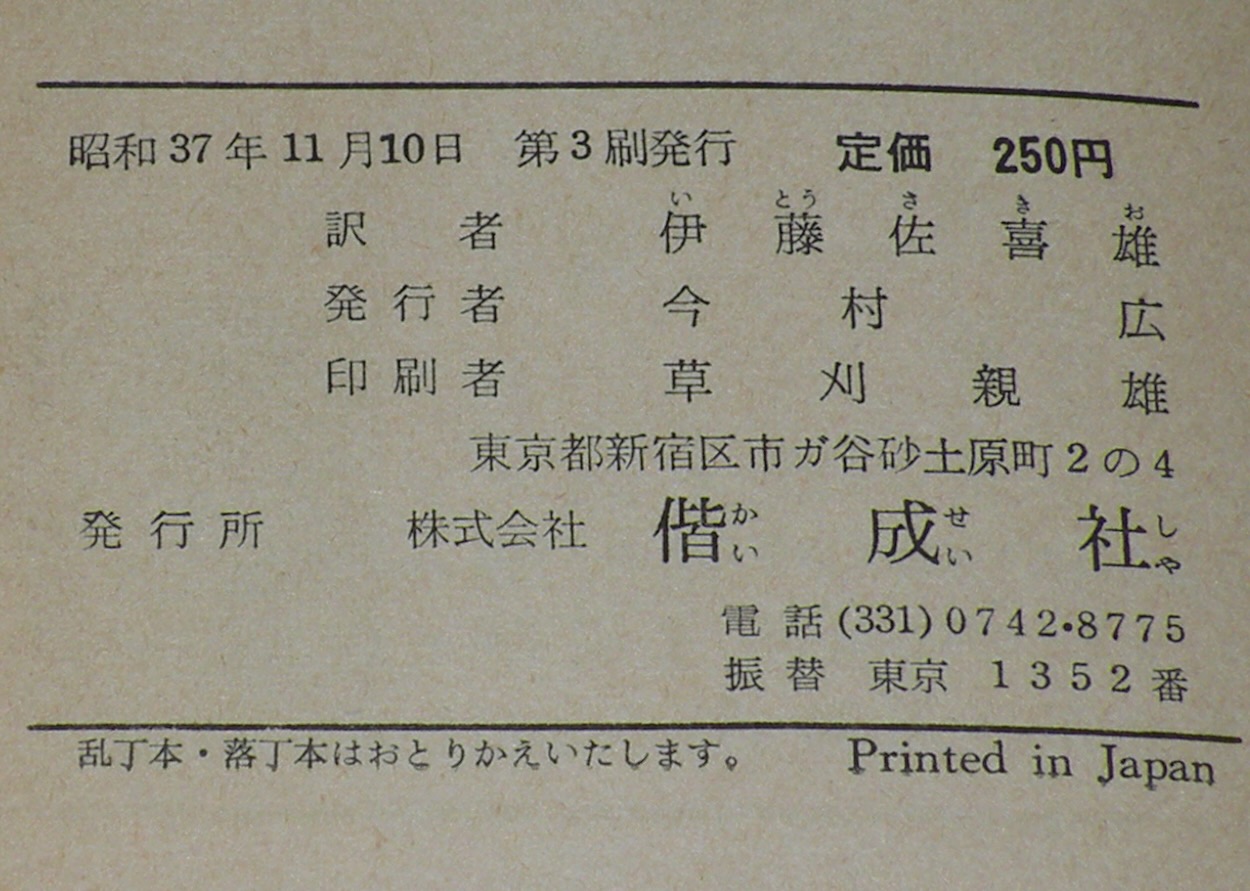 昭和37年11月10日 第3刷発行 定価 250円
いとうさきお
訳者 伊藤佐喜雄
発行者 今村広
印刷者 草刈親雄
東京都新宿区市ガ谷砂土原町2の4
発行所 株式会社 偕成社
かいせいしゃ
電話(331)0742・8775
振替 東京 1352番
乱丁本・落丁本はおとりかえいたします。 Printed in Japan